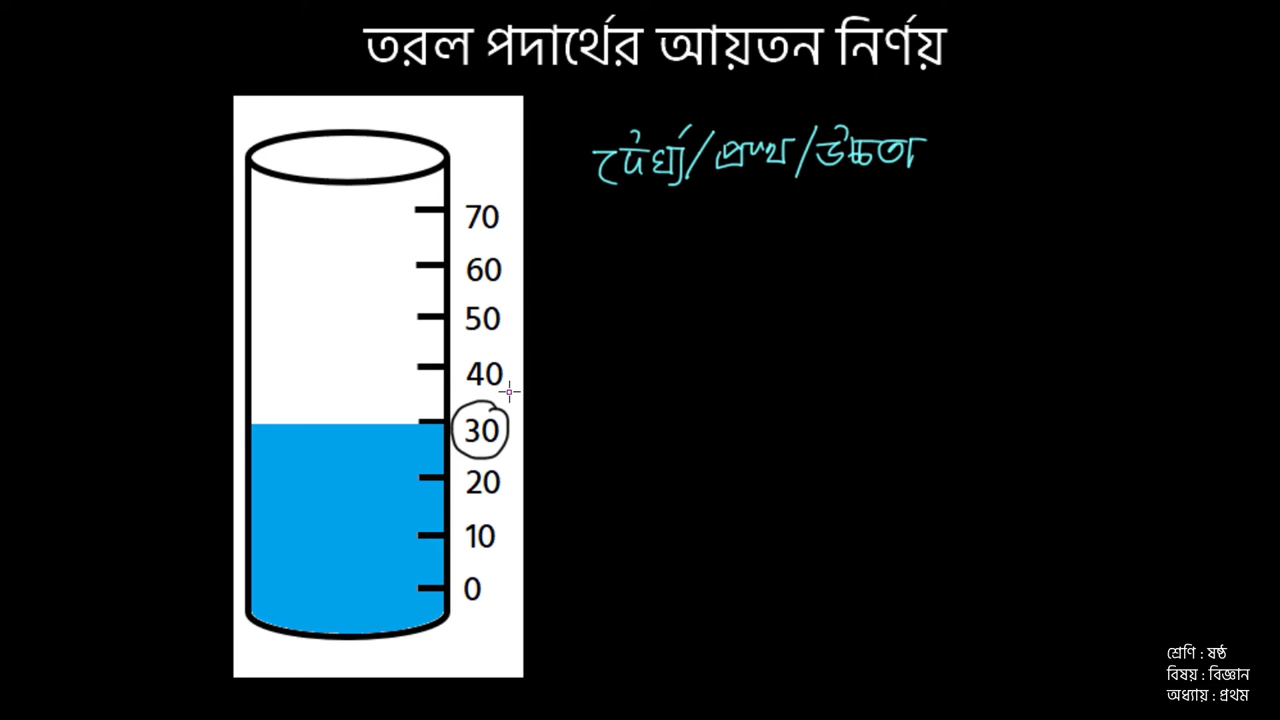 তরল পদার্থের আয়তন নির্ণয়
দৈর্ঘ্য/প্রস্থ/উচ্চতা
70
60
50
40
30
20
10
0
শ্রেণি : ষষ্ঠ
বিষয় : বিজ্ঞান
অধ্যায় : প্রথম